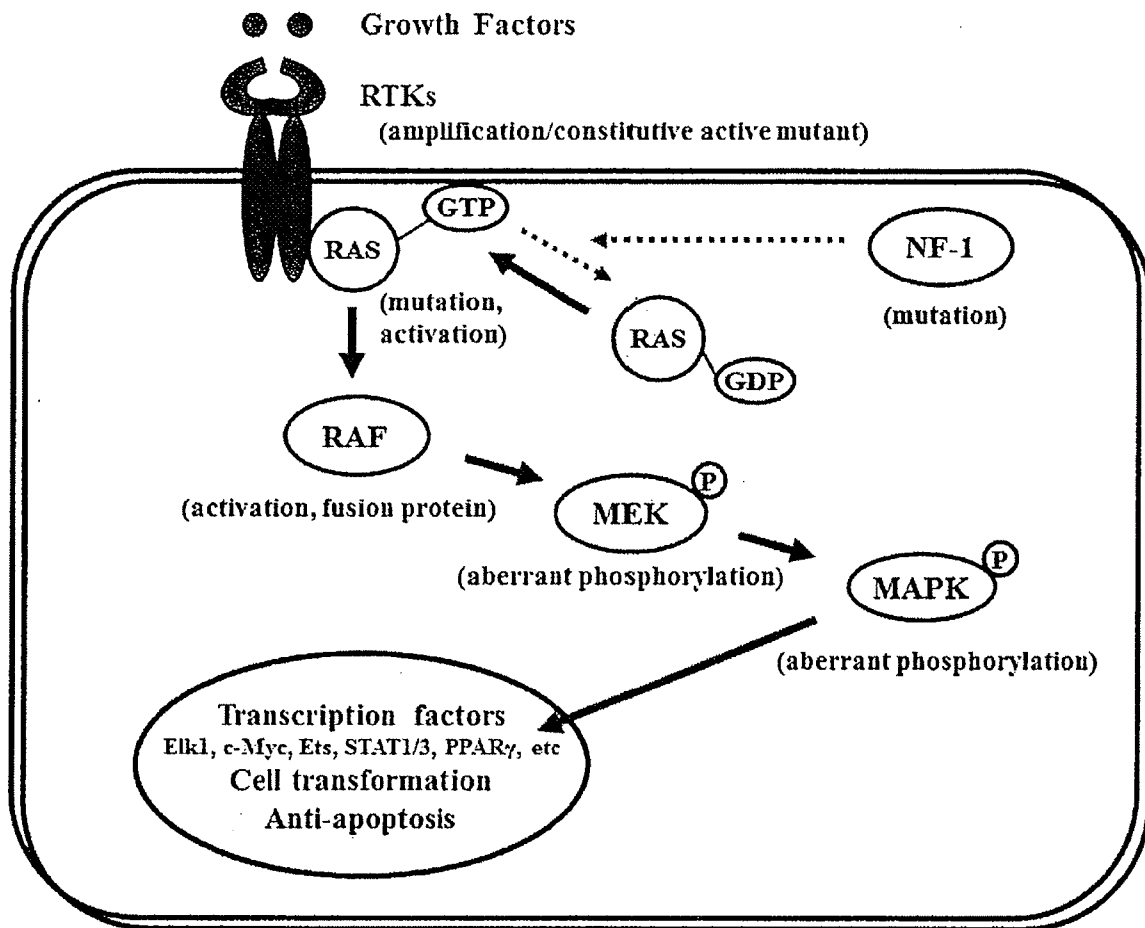 Growth Factors
RTKs
(amplification/constitutive active mutant)
GTP
RAS
NF-1
(mutation,
activation)
(mutation)
RAS
GDP
RAF
(activation, fusion protein)
P
MEK
(aberrant phosphorylation)
P
MAPK
(aberrant phosphorylation)
Transcription factors
Elk1, c-Myc, Ets, STAT1/3, PPARγ, etc
Cell transformation
Anti-apoptosis